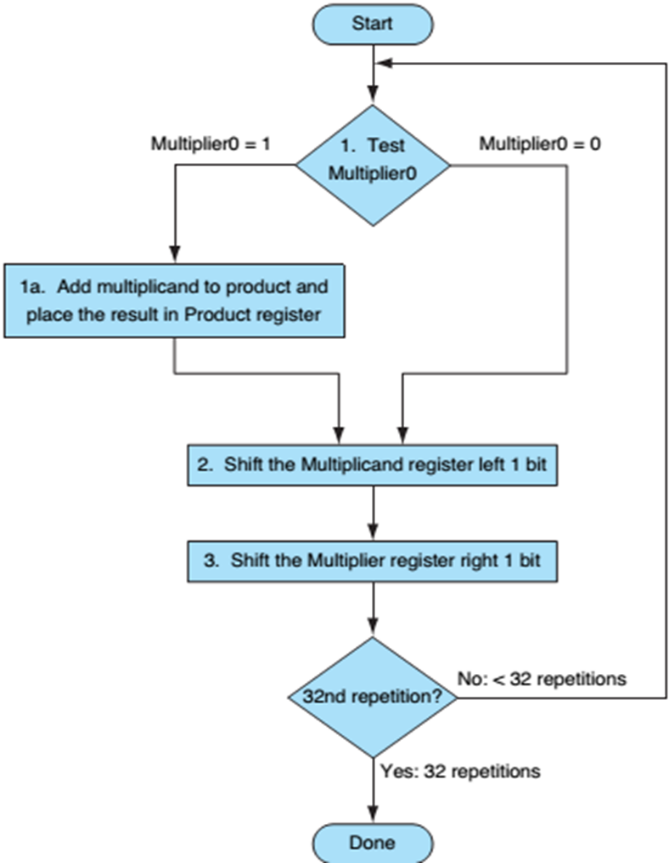 Start
Multiplier0 = 1
1. Test
Multiplier0
Multiplier0 = 0
1a. Add multiplicand to product and
place the result in Product register
2. Shift the Multiplicand register left 1 bit
3. Shift the Multiplier register right 1 bit
32nd repetition?
No: < 32 repetitions
Yes: 32 repetitions
Done